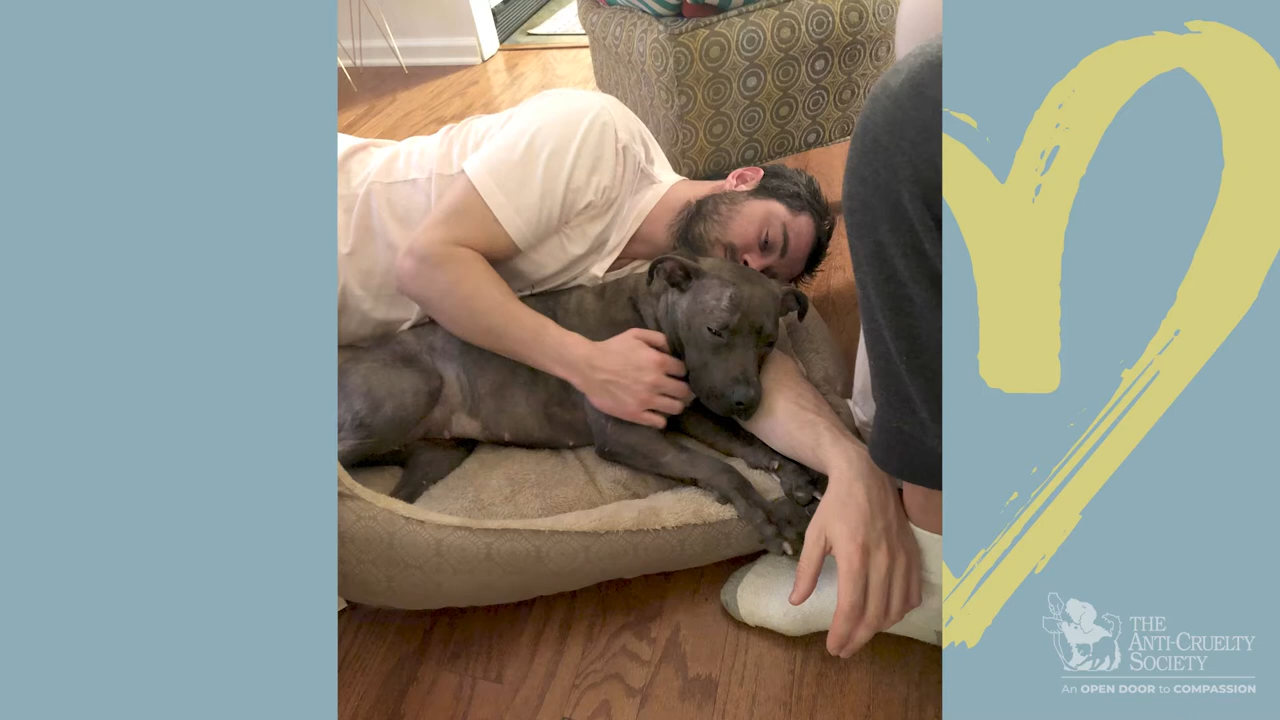 THE
ANTI-CRUELTY
SOCIETY
An OPEN DOOR to COMPASSION